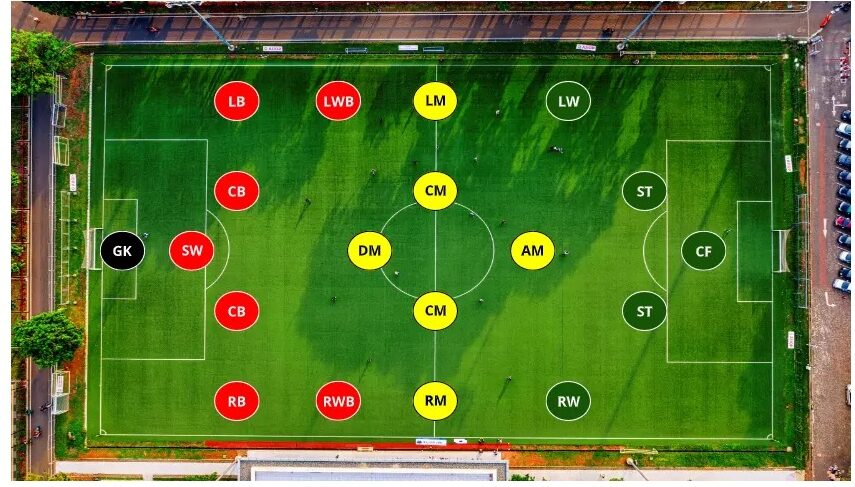 LB LWB LM LW
CB CM ST
GK SW DM AM CF
CB CM ST
RB RWB RM RW